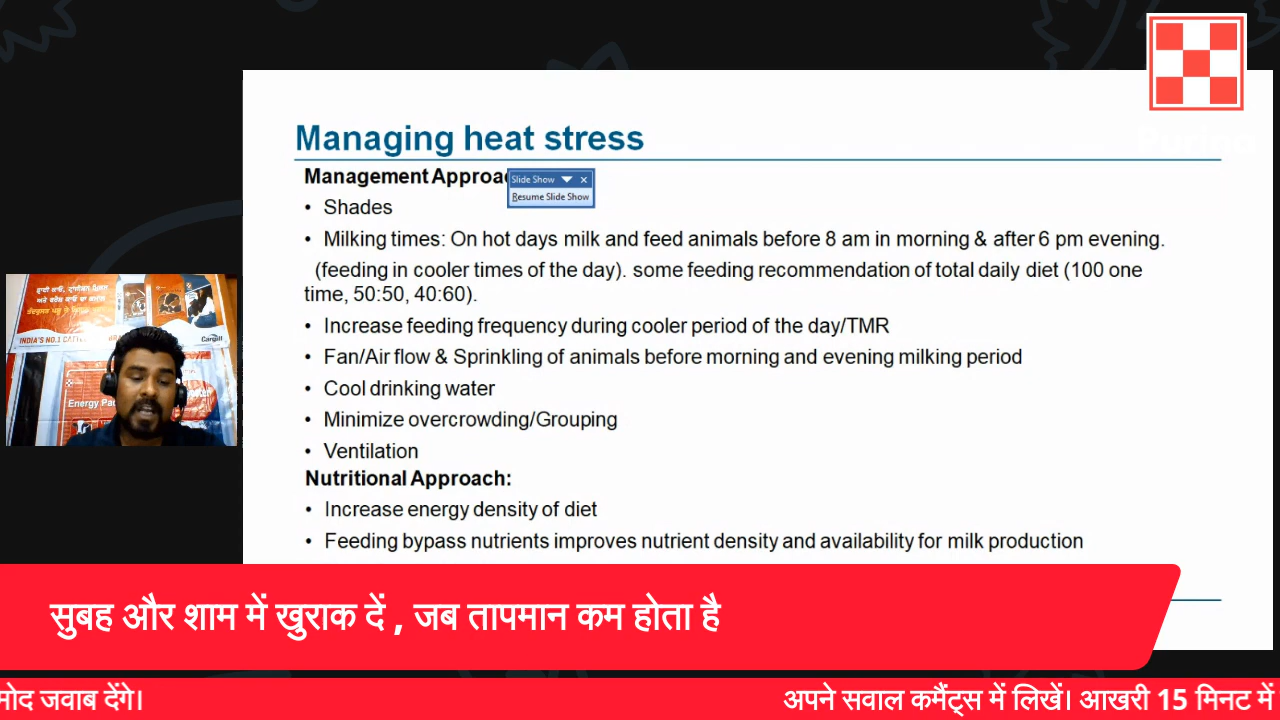 Managing heat stress
Management Approa
Slide Show
Resume Slide Show
• Shades
• Milking times: On hot days milk and feed animals before 8 am in morning & after 6 pm evening.
(feeding in cooler times of the day). some feeding recommendation of total daily diet (100 one
time, 50:50, 40:60).
• Increase feeding frequency during cooler period of the day/TMR
• Fan/Air flow & Sprinkling of animals before morning and evening milking period
• Cool drinking water
• Minimize overcrowding/Grouping
• Ventilation
Nutritional Approach:
• Increase energy density of diet
• Feeding bypass nutrients improves nutrient density and availability for milk production
INDIA'S NO.1
Cargill
Energy
सुबह और शाम में खुराक दें , जब तापमान कम होता है
मोद जवाब देंगे। अपने सवाल कमैंट्स में लिखें। आखरी 15 मिनट में